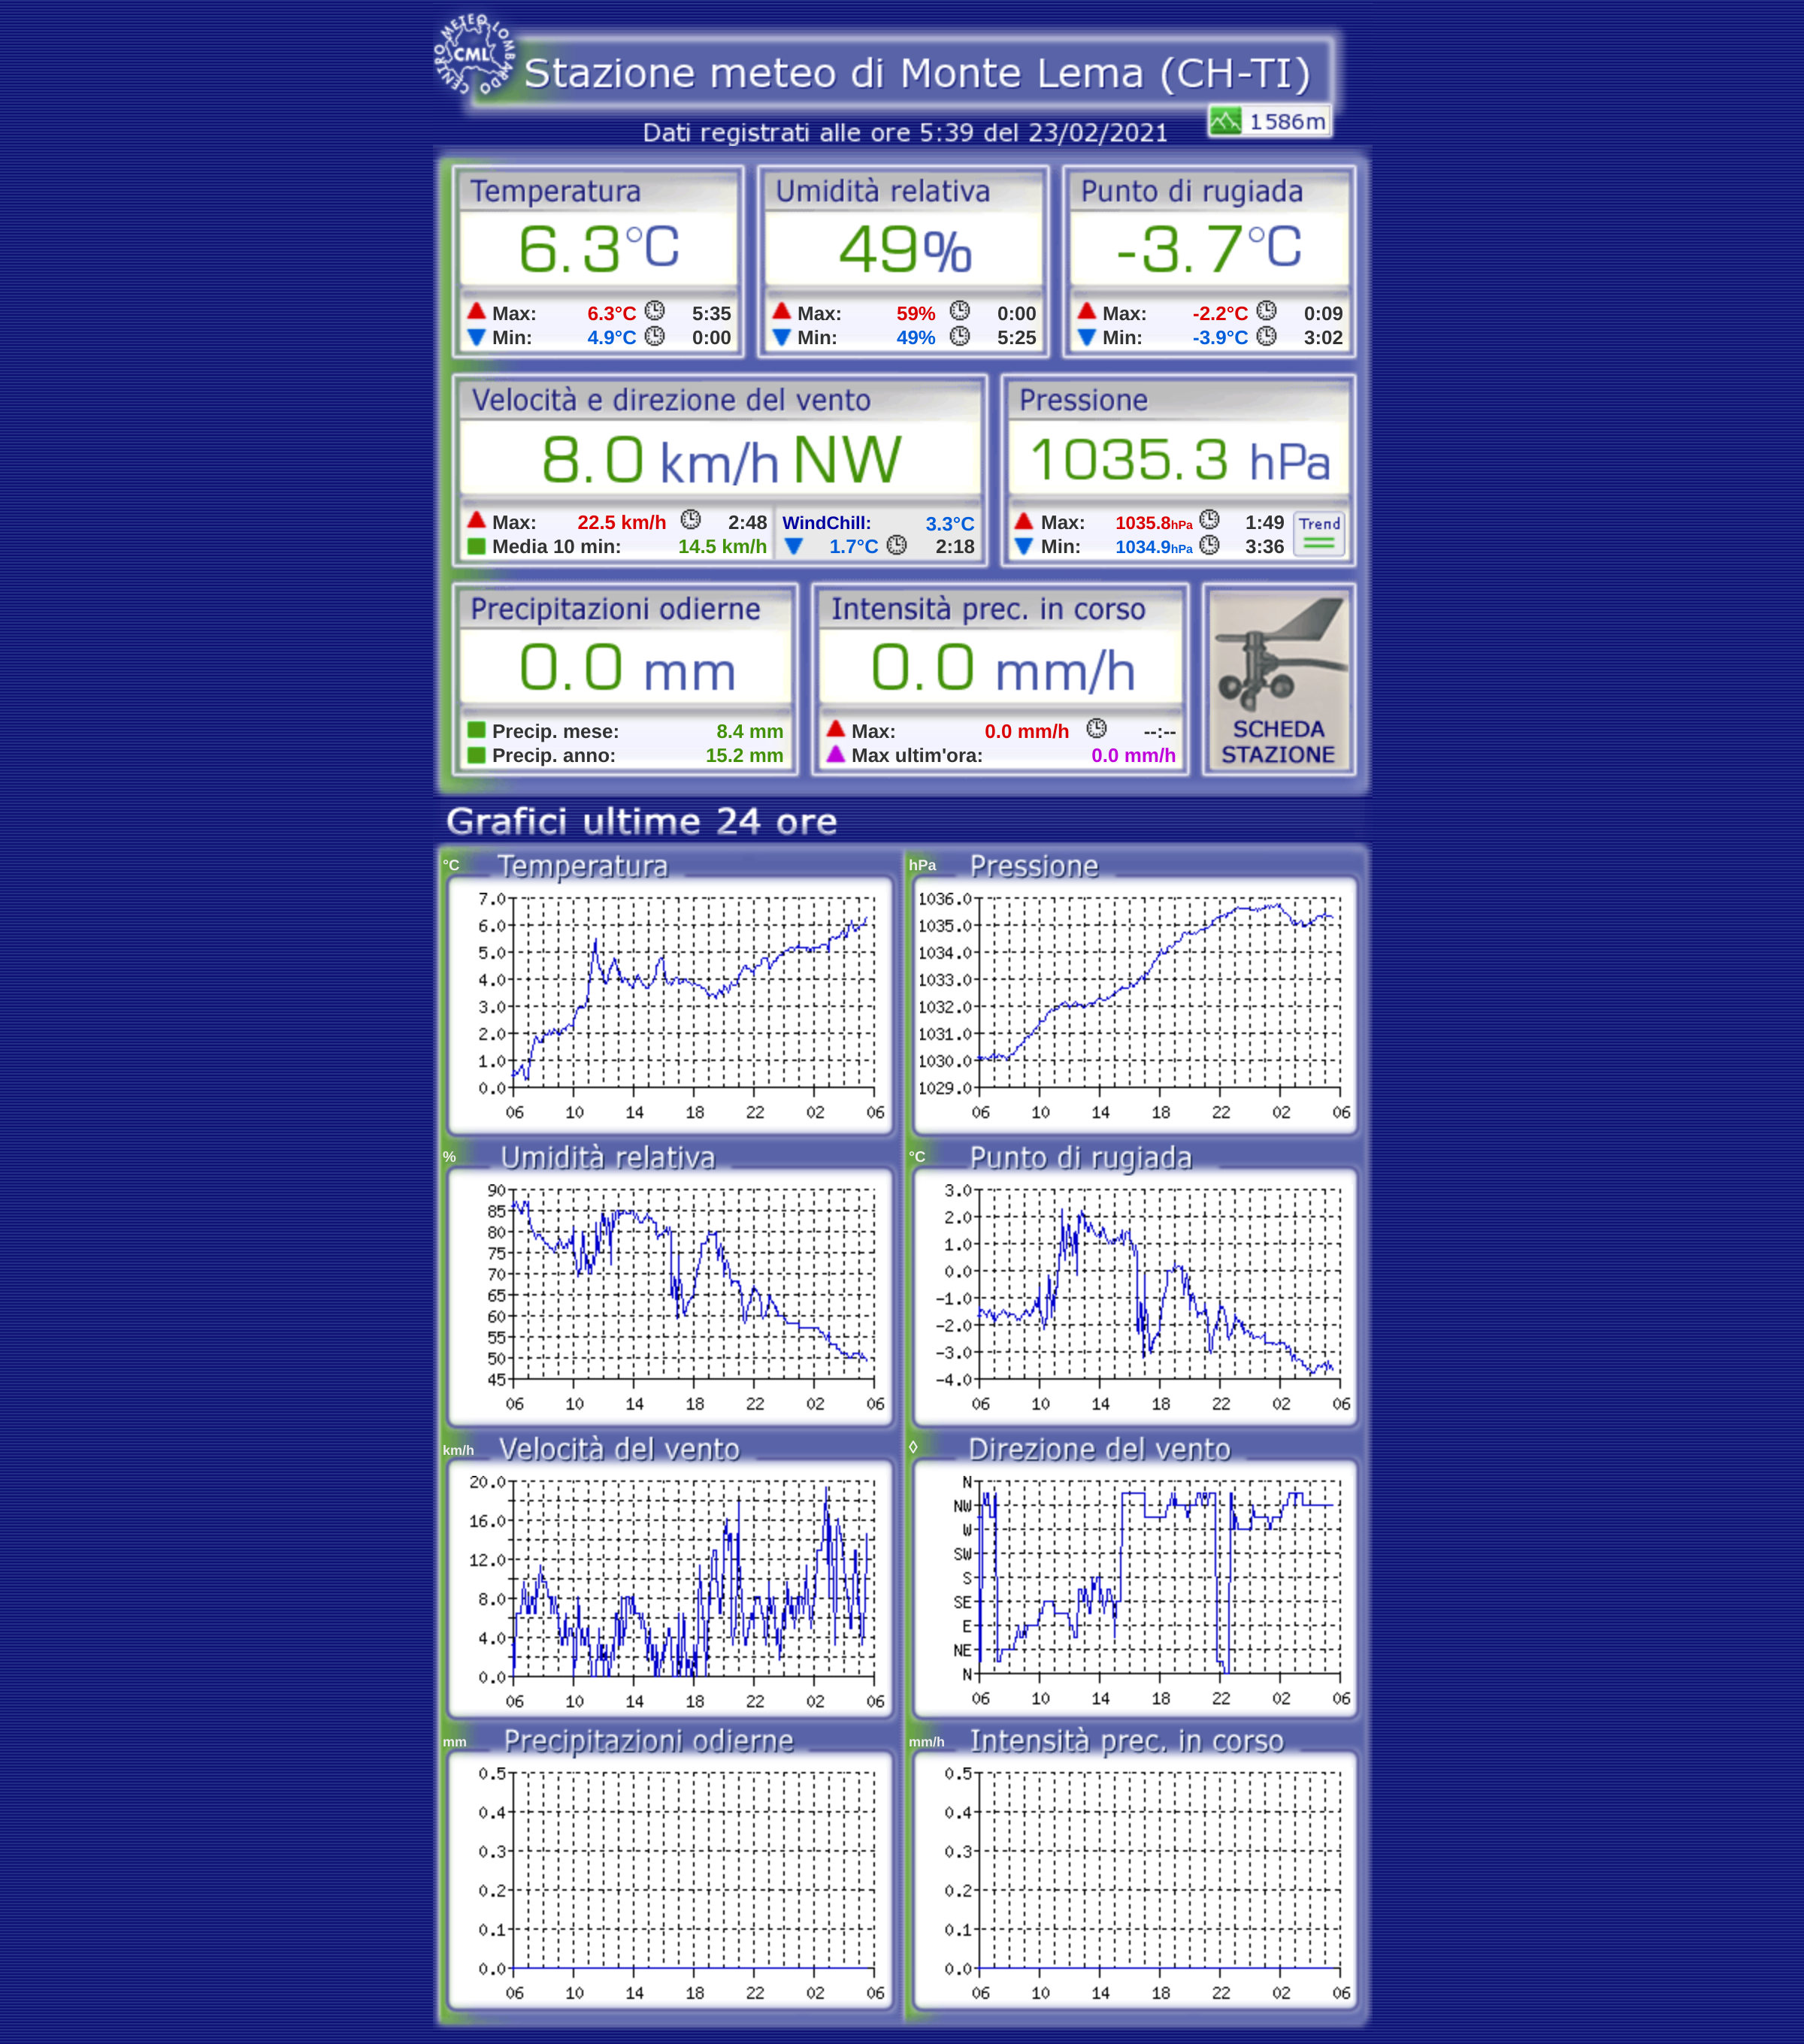 CENTRO METEO LOMBARDO
CML
Stazione meteo di Monte Lema (CH-TI)
1586m
Dati registrati alle ore 5:39 del 23/02/2021
Temperatura
6.3°C
Max: 6.3°C 5:35
Min: 4.9°C 0:00
Umidità relativa
49%
Max: 59% 0:00
Min: 49% 5:25
Punto di rugiada
-3.7°C
Max: -2.2°C 0:09
Min: -3.9°C 3:02
Velocità e direzione del vento
8.0 km/h NW
Max: 22.5 km/h 2:48
Media 10 min: 14.5 km/h
WindChill: 3.3°C
1.7°C 2:18
Pressione
1035.3 hPa
Max: 1035.8hPa 1:49
Min: 1034.9hPa 3:36
Trend
Precipitazioni odierne
0.0 mm
Precip. mese: 8.4 mm
Precip. anno: 15.2 mm
Intensità prec. in corso
0.0 mm/h
Max: 0.0 mm/h --:--
Max ultim'ora: 0.0 mm/h
SCHEDA
STAZIONE
Grafici ultime 24 ore
°C Temperatura
7.0
6.0
5.0
4.0
3.0
2.0
1.0
0.0
06 10 14 18 22 02 06
hPa Pressione
1036.0
1035.0
1034.0
1033.0
1032.0
1031.0
1030.0
1029.0
06 10 14 18 22 02 06
% Umidità relativa
90
85
80
75
70
65
60
55
50
45
06 10 14 18 22 02 06
°C Punto di rugiada
3.0
2.0
1.0
0.0
-1.0
-2.0
-3.0
-4.0
06 10 14 18 22 02 06
km/h Velocità del vento
20.0
16.0
12.0
8.0
4.0
0.0
06 10 14 18 22 02 06
◊ Direzione del vento
N
NW
W
SW
S
SE
E
NE
N
06 10 14 18 22 02 06
mm Precipitazioni odierne
0.5
0.4
0.3
0.2
0.1
0.0
06 10 14 18 22 02 06
mm/h Intensità prec. in corso
0.5
0.4
0.3
0.2
0.1
0.0
06 10 14 18 22 02 06